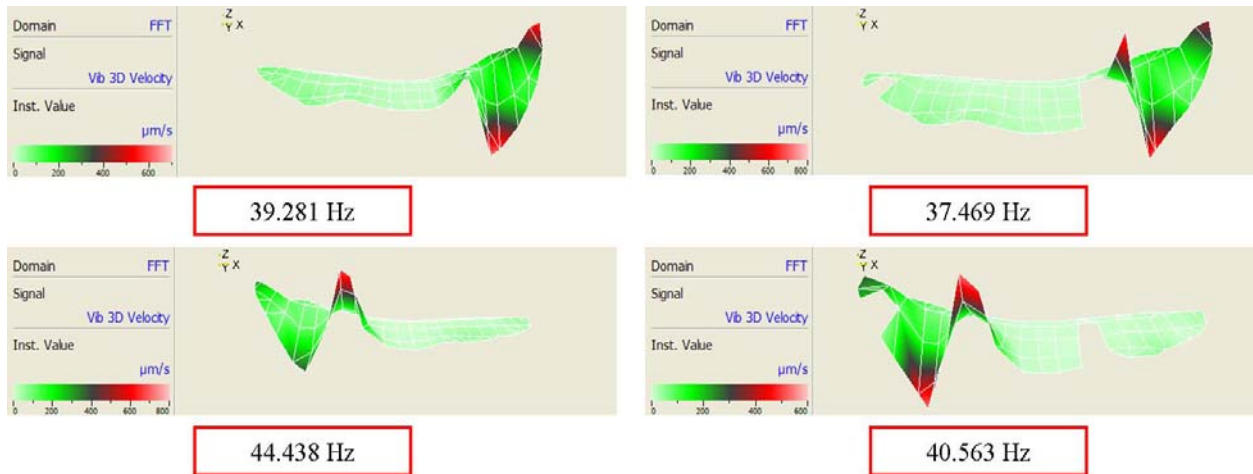 Domain FFT
Signal
Vib 3D Velocity
Inst. Value
µm/s
0 200 400 600
Z
Y X
39.281 Hz
Domain FFT
Signal
Vib 3D Velocity
Inst. Value
µm/s
0 200 400 600 800
Z
Y X
37.469 Hz
Domain FFT
Signal
Vib 3D Velocity
Inst. Value
µm/s
0 200 400 600 800
Z
Y X
44.438 Hz
Domain FFT
Signal
Vib 3D Velocity
Inst. Value
µm/s
0 200 400 600
Z
Y X
40.563 Hz